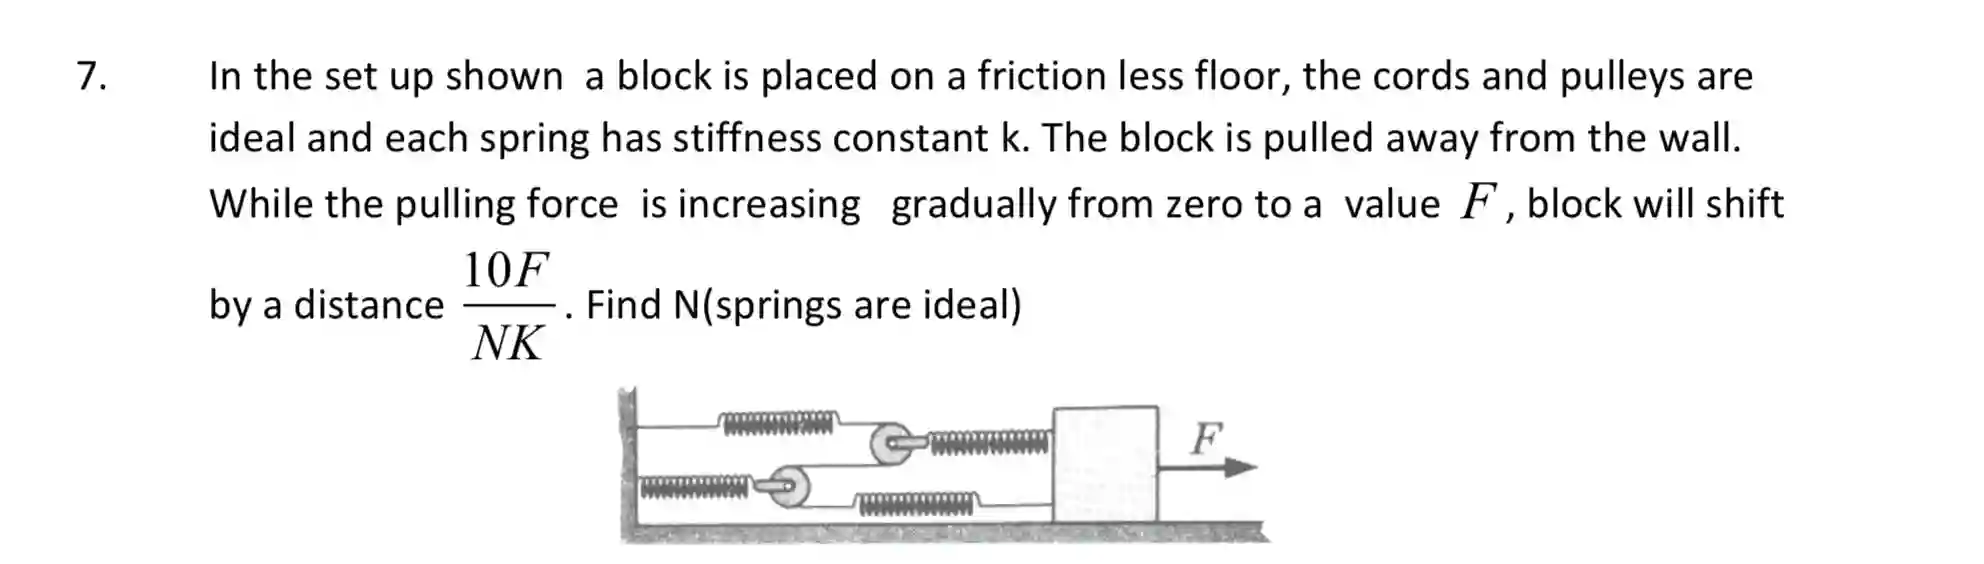 7. In the set up shown a block is placed on a friction less floor, the cords and pulleys are
ideal and each spring has stiffness constant k. The block is pulled away from the wall.
While the pulling force is increasing gradually from zero to a value F, block will shift
by a distance 10F/NK. Find N(springs are ideal)
F